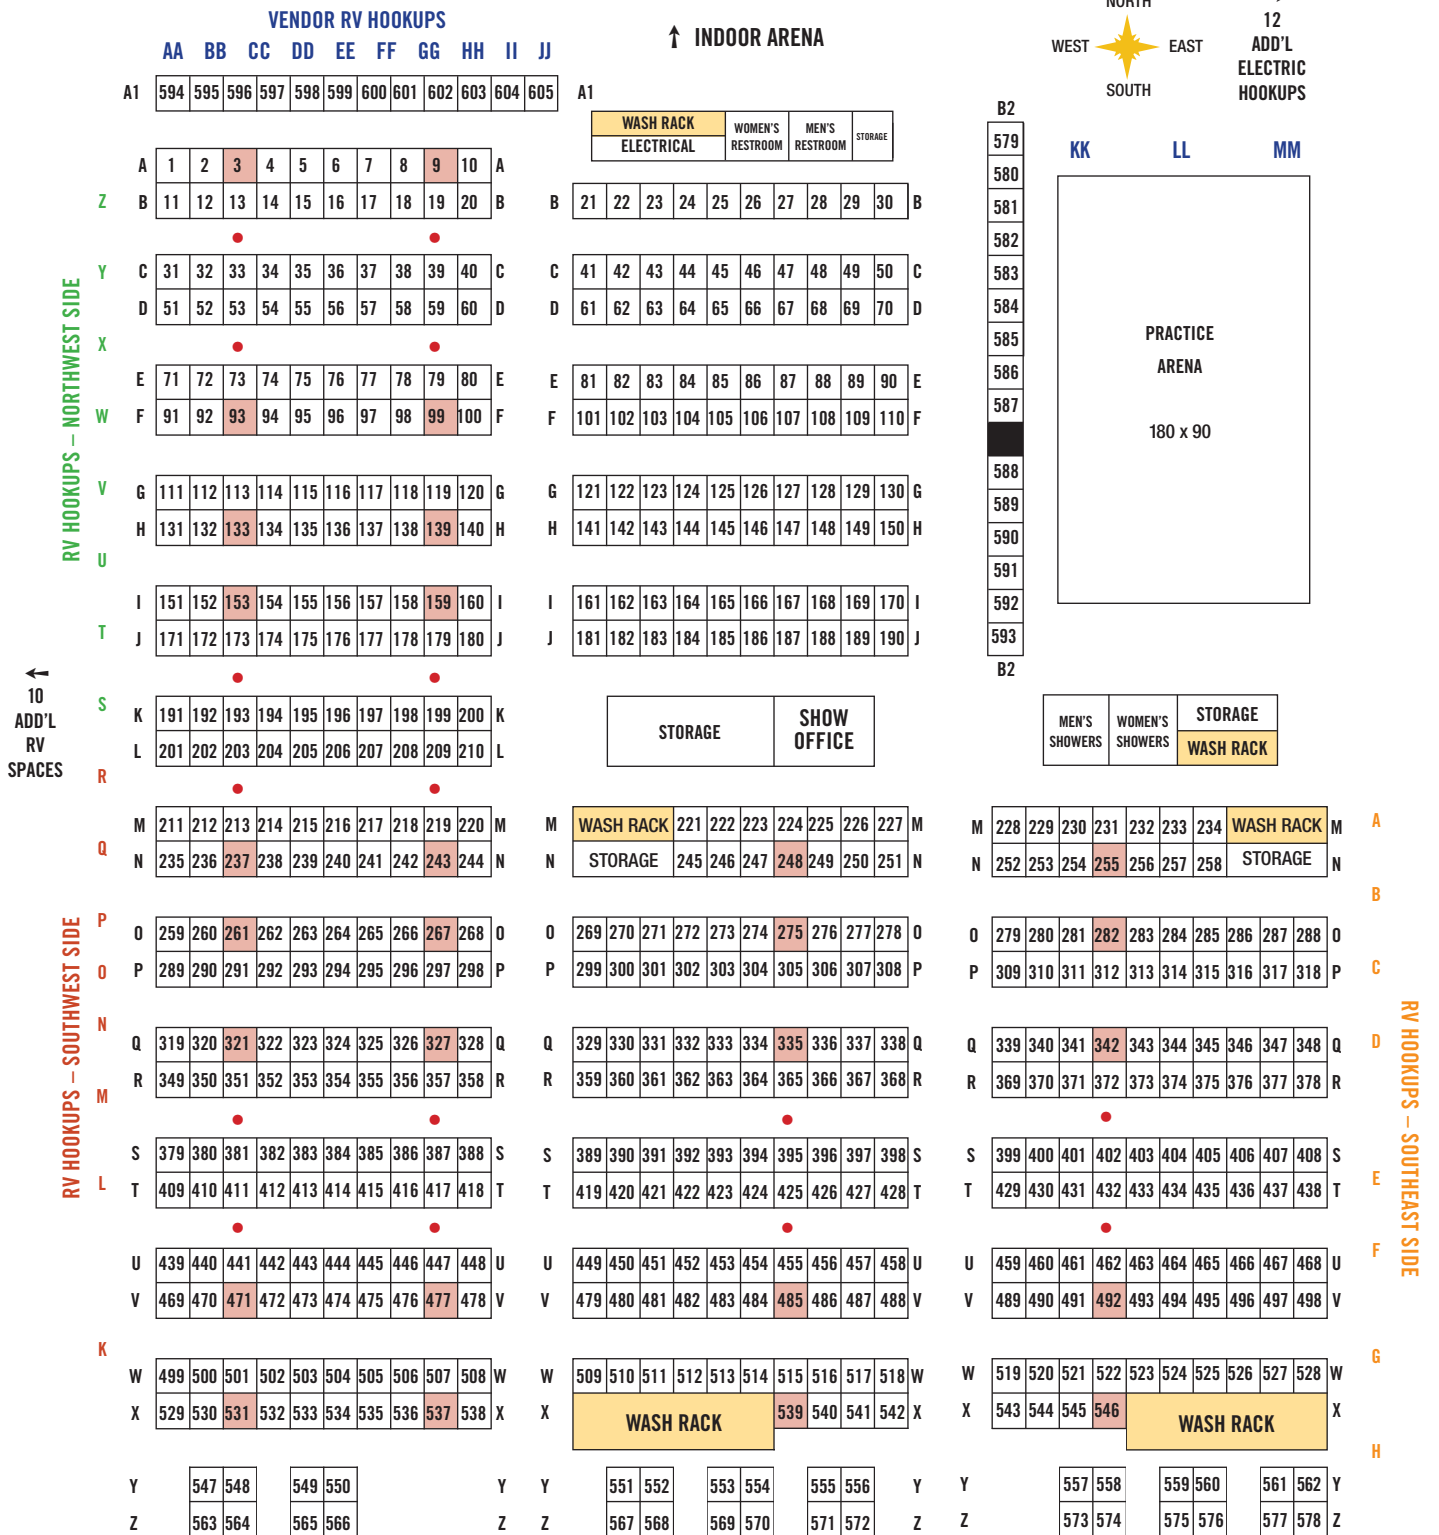 VENDOR RV HOOKUPS
AA BB CC DD EE FF GG HH II JJ
INDOOR ARENA
NORTH
WEST EAST
SOUTH
12
ADD'L
ELECTRIC
HOOKUPS
A1 594 595 596 597 598 599 600 601 602 603 604 605 A1
WASH RACK
ELECTRICAL
WOMEN'S
RESTROOM
MEN'S
RESTROOM
STORAGE
A 1 2 3 4 5 6 7 8 9 10 A
B 11 12 13 14 15 16 17 18 19 20 B
B 21 22 23 24 25 26 27 28 29 30 B
C 31 32 33 34 35 36 37 38 39 40 C
C 41 42 43 44 45 46 47 48 49 50 C
D 51 52 53 54 55 56 57 58 59 60 D
D 61 62 63 64 65 66 67 68 69 70 D
E 71 72 73 74 75 76 77 78 79 80 E
E 81 82 83 84 85 86 87 88 89 90 E
F 91 92 93 94 95 96 97 98 99 100 F
F 101 102 103 104 105 106 107 108 109 110 F
G 111 112 113 114 115 116 117 118 119 120 G
G 121 122 123 124 125 126 127 128 129 130 G
H 131 132 133 134 135 136 137 138 139 140 H
H 141 142 143 144 145 146 147 148 149 150 H
I 151 152 153 154 155 156 157 158 159 160 I
I 161 162 163 164 165 166 167 168 169 170 I
J 171 172 173 174 175 176 177 178 179 180 J
J 181 182 183 184 185 186 187 188 189 190 J
K 191 192 193 194 195 196 197 198 199 200 K
L 201 202 203 204 205 206 207 208 209 210 L
B2
579
580
581
582
583
584
585
586
587
588
589
590
591
592
593
B2
KK LL MM
PRACTICE
ARENA
180 x 90
RV HOOKUPS – NORTHWEST SIDE
Z
Y
X
W
V
U
T
S
10
ADD'L
RV
SPACES
STORAGE
SHOW
OFFICE
MEN'S
SHOWERS
WOMEN'S
SHOWERS
STORAGE
WASH RACK
RV HOOKUPS – SOUTHWEST SIDE
R
Q
P
O
N
M
L
K
M 211 212 213 214 215 216 217 218 219 220 M
M WASH RACK 221 222 223 224 225 226 227 M
M 228 229 230 231 232 233 234 WASH RACK M
N 235 236 237 238 239 240 241 242 243 244 N
N STORAGE 245 246 247 248 249 250 251 N
N 252 253 254 255 256 257 258 STORAGE N
O 259 260 261 262 263 264 265 266 267 268 O
O 269 270 271 272 273 274 275 276 277 278 O
O 279 280 281 282 283 284 285 286 287 288 O
P 289 290 291 292 293 294 295 296 297 298 P
P 299 300 301 302 303 304 305 306 307 308 P
P 309 310 311 312 313 314 315 316 317 318 P
Q 319 320 321 322 323 324 325 326 327 328 Q
Q 329 330 331 332 333 334 335 336 337 338 Q
Q 339 340 341 342 343 344 345 346 347 348 Q
R 349 350 351 352 353 354 355 356 357 358 R
R 359 360 361 362 363 364 365 366 367 368 R
R 369 370 371 372 373 374 375 376 377 378 R
S 379 380 381 382 383 384 385 386 387 388 S
S 389 390 391 392 393 394 395 396 397 398 S
S 399 400 401 402 403 404 405 406 407 408 S
T 409 410 411 412 413 414 415 416 417 418 T
T 419 420 421 422 423 424 425 426 427 428 T
T 429 430 431 432 433 434 435 436 437 438 T
U 439 440 441 442 443 444 445 446 447 448 U
U 449 450 451 452 453 454 455 456 457 458 U
U 459 460 461 462 463 464 465 466 467 468 U
V 469 470 471 472 473 474 475 476 477 478 V
V 479 480 481 482 483 484 485 486 487 488 V
V 489 490 491 492 493 494 495 496 497 498 V
W 499 500 501 502 503 504 505 506 507 508 W
W 509 510 511 512 513 514 515 516 517 518 W
W 519 520 521 522 523 524 525 526 527 528 W
X 529 530 531 532 533 534 535 536 537 538 X
X WASH RACK 539 540 541 542 X
X 543 544 545 546 WASH RACK X
Y 547 548 549 550 Y
Y 551 552 553 554 555 556 Y
Y 557 558 559 560 561 562 Y
Z 563 564 565 566 Z
Z 567 568 569 570 571 572 Z
Z 573 574 575 576 577 578 Z
A
B
C
D
E
F
G
H
RV HOOKUPS – SOUTHEAST SIDE